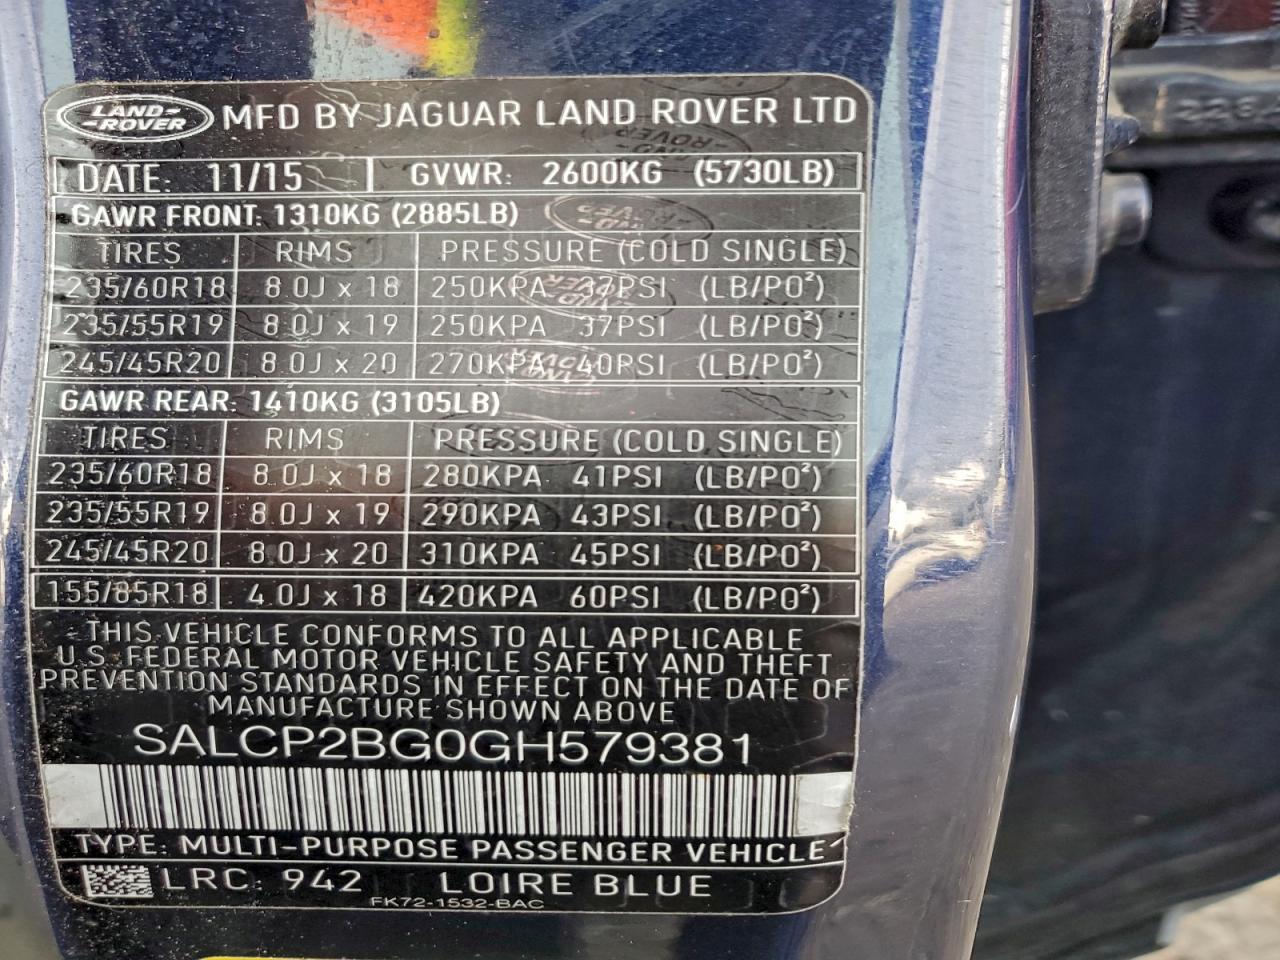 LAND-ROVER MFD BY JAGUAR LAND ROVER LTD
DATE: 11/15 GVWR: 2600KG (5730LB)
GAWR FRONT: 1310KG (2885LB)
TIRES RIMS PRESSURE (COLD SINGLE)
235/60R18 8.0J x 18 250KPA 37PSI (LB/PO²)
235/55R19 8.0J x 19 250KPA 37PSI (LB/PO²)
245/45R20 8.0J x 20 270KPA 40PSI (LB/PO²)
GAWR REAR: 1410KG (3105LB)
TIRES RIMS PRESSURE (COLD SINGLE)
235/60R18 8.0J x 18 280KPA 41PSI (LB/PO²)
235/55R19 8.0J x 19 290KPA 43PSI (LB/PO²)
245/45R20 8.0J x 20 310KPA 45PSI (LB/PO²)
155/85R18 4.0J x 18 420KPA 60PSI (LB/PO²)
THIS VEHICLE CONFORMS TO ALL APPLICABLE
U.S. FEDERAL MOTOR VEHICLE SAFETY AND THEFT
PREVENTION STANDARDS IN EFFECT ON THE DATE OF
MANUFACTURE SHOWN ABOVE
SALCP2BG0GH579381
TYPE: MULTI-PURPOSE PASSENGER VEHICLE
LRC: 942 LOIRE BLUE
FK72-1532-BAC